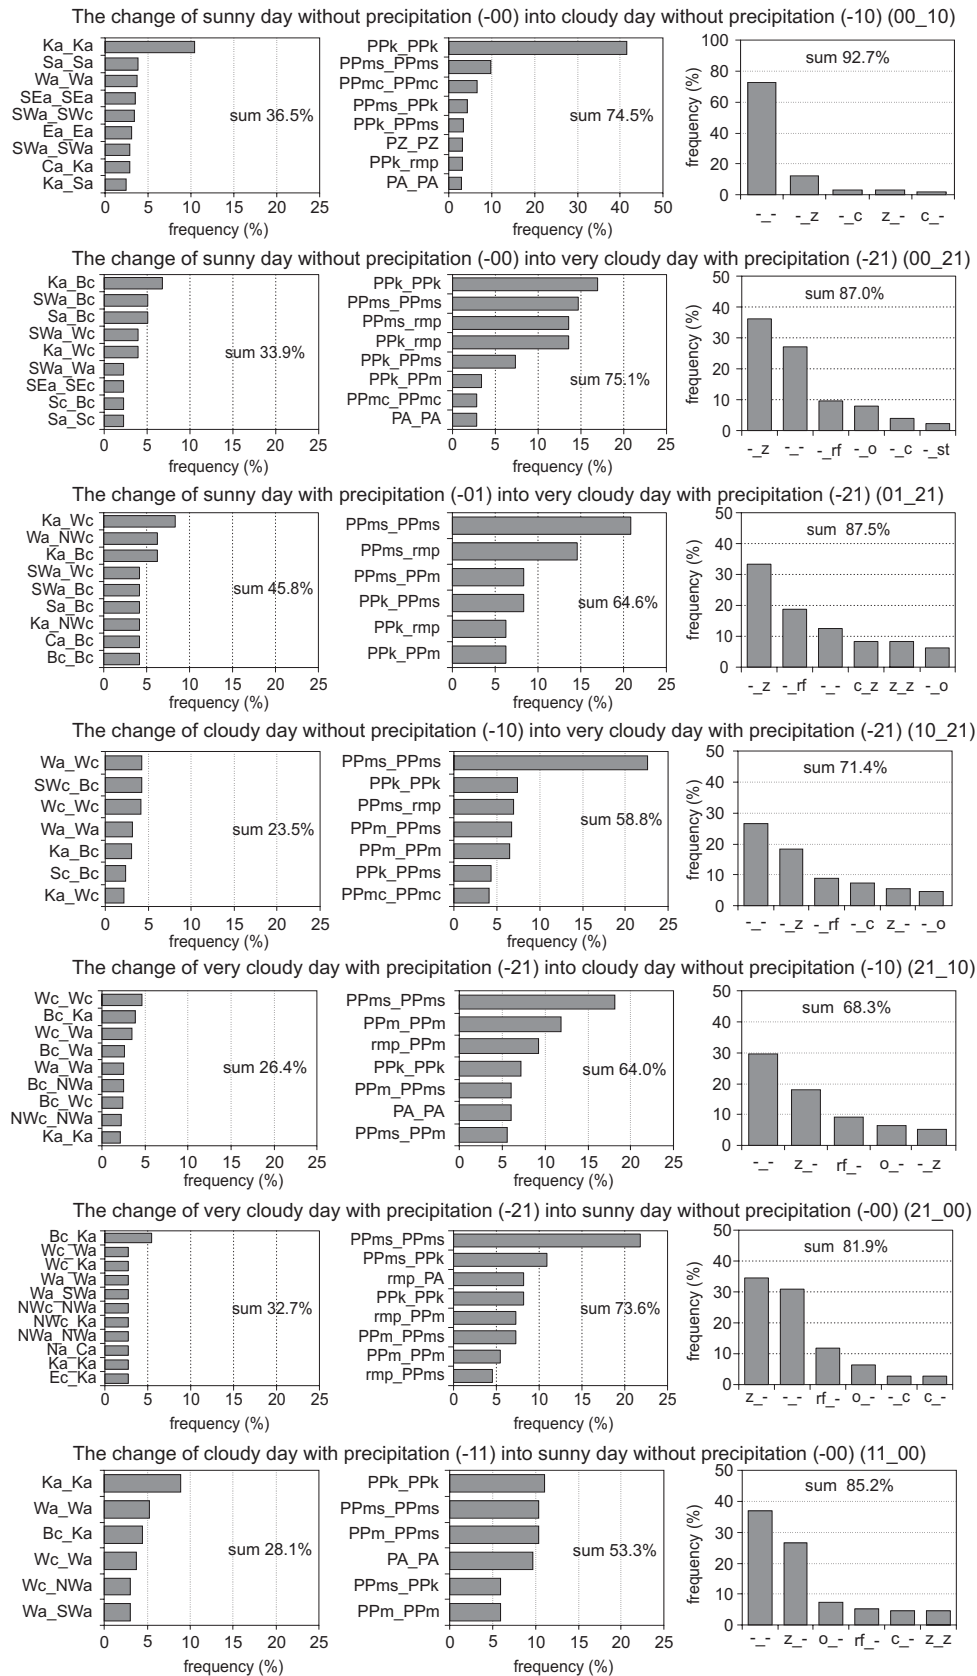 The change of sunny day without precipitation (-00) into cloudy day without precipitation (-10) (00_10)
Ka_Ka
Sa_Sa
Wa_Wa
SEa_SEa
SWa_SWc
Ea_Ea
SWa_SWa
Ca_Ka
Ka_Sa
sum 36.5%
0 5 10 15 20 25
frequency (%)
PPk_PPk
PPms_PPms
PPmc_PPmc
PPms_PPk
PPk_PPms
PZ_PZ
PPk_rmp
PA_PA
sum 74.5%
0 10 20 30 40 50
frequency (%)
frequency (%)
100
80
60
40
20
0
sum 92.7%
-_- -_z -_c z_- c_-
The change of sunny day without precipitation (-00) into very cloudy day with precipitation (-21) (00_21)
Ka_Bc
SWa_Bc
Sa_Bc
SWa_Wc
Ka_Wc
SWa_Wa
SEa_SEc
Sc_Bc
Sa_Sc
sum 33.9%
0 5 10 15 20 25
frequency (%)
PPk_PPk
PPms_PPms
PPms_rmp
PPk_rmp
PPk_PPms
PPk_PPm
PPmc_PPmc
PA_PA
sum 75.1%
0 5 10 15 20 25
frequency (%)
frequency (%)
50
40
30
20
10
0
sum 87.0%
-_z -_- -_rf -_o -_c -_st
The change of sunny day with precipitation (-01) into very cloudy day with precipitation (-21) (01_21)
Ka_Wc
Wa_NWc
Ka_Bc
SWa_Wc
SWa_Bc
Sa_Bc
Ka_NWc
Ca_Bc
Bc_Bc
sum 45.8%
0 5 10 15 20 25
frequency (%)
PPms_PPms
PPms_rmp
PPms_PPm
PPk_PPms
PPk_rmp
PPk_PPm
sum 64.6%
0 5 10 15 20 25
frequency (%)
frequency (%)
50
40
30
20
10
0
sum 87.5%
-_z -_rf -_- c_z z_z -_o
The change of cloudy day without precipitation (-10) into very cloudy day with precipitation (-21) (10_21)
Wa_Wc
SWc_Bc
Wc_Wc
Wa_Wa
Ka_Bc
Sc_Bc
Ka_Wc
sum 23.5%
0 5 10 15 20 25
frequency (%)
PPms_PPms
PPk_PPk
PPms_rmp
PPm_PPms
PPm_PPm
PPk_PPms
PPmc_PPmc
sum 58.8%
0 5 10 15 20 25
frequency (%)
frequency (%)
50
40
30
20
10
0
sum 71.4%
-_- -_z -_rf -_c z_- -_o
The change of very cloudy day with precipitation (-21) into cloudy day without precipitation (-10) (21_10)
Wc_Wc
Bc_Ka
Wc_Wa
Bc_Wa
Wa_Wa
Bc_NWa
Bc_Wc
NWc_NWa
Ka_Ka
sum 26.4%
0 5 10 15 20 25
frequency (%)
PPms_PPms
PPm_PPm
rmp_PPm
PPk_PPk
PPm_PPms
PA_PA
PPms_PPm
sum 64.0%
0 5 10 15 20 25
frequency (%)
frequency (%)
50
40
30
20
10
0
sum 68.3%
-_- z_- rf_- o_- -_z
The change of very cloudy day with precipitation (-21) into sunny day without precipitation (-00) (21_00)
Bc_Ka
Wc_Wa
Wc_Ka
Wa_Wa
Wa_SWa
NWc_NWa
NWc_Ka
NWa_NWa
Na_Ca
Ka_Ka
Ec_Ka
sum 32.7%
0 5 10 15 20 25
frequency (%)
PPms_PPms
PPms_PPk
rmp_PA
PPk_PPk
rmp_PPm
PPm_PPms
PPm_PPm
rmp_PPms
sum 73.6%
0 5 10 15 20 25
frequency (%)
frequency (%)
50
40
30
20
10
0
sum 81.9%
z_- -_- rf_- o_- -_c c_-
The change of cloudy day with precipitation (-11) into sunny day without precipitation (-00) (11_00)
Ka_Ka
Wa_Wa
Bc_Ka
Wc_Wa
Wc_NWa
Wa_SWa
sum 28.1%
0 5 10 15 20 25
frequency (%)
PPk_PPk
PPms_PPms
PPm_PPms
PA_PA
PPms_PPk
PPm_PPm
sum 53.3%
0 5 10 15 20 25
frequency (%)
frequency (%)
50
40
30
20
10
0
sum 85.2%
-_- z_- o_- rf_- c_- z_z